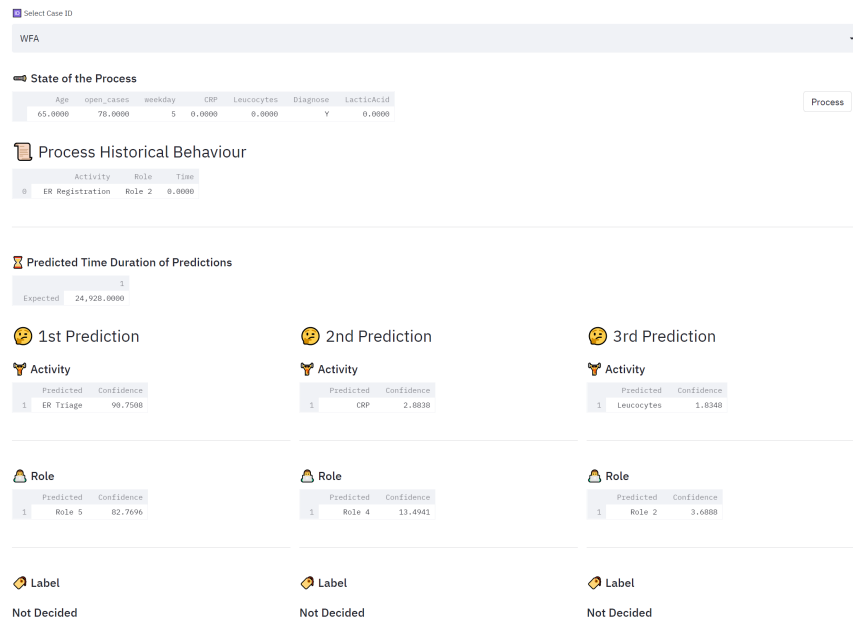 ID Select Case ID
WFA
State of the Process
Age open_cases weekday CRP Leucocytes Diagnose LacticAcid
65.0000 78.0000 5 0.0000 0.0000 Y 0.0000
Process
Process Historical Behaviour
Activity Role Time
0 ER Registration Role 2 0.0000
Predicted Time Duration of Predictions
1
Expected 24,928.0000
1st Prediction 2nd Prediction 3rd Prediction
Activity Activity Activity
Predicted Confidence Predicted Confidence Predicted Confidence
1 ER Triage 90.7508 1 CRP 2.8838 1 Leucocytes 1.8348
Role Role Role
Predicted Confidence Predicted Confidence Predicted Confidence
1 Role 5 82.7696 1 Role 4 13.4941 1 Role 2 3.6888
Label Label Label
Not Decided Not Decided Not Decided